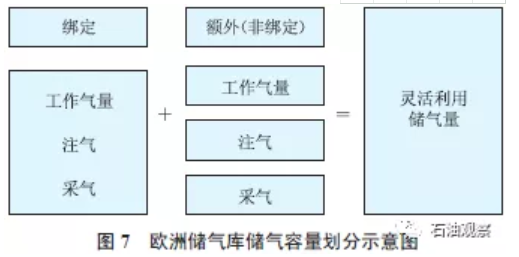 绑定
额外(非绑定)
工作气量
注气
采气
+
工作气量
注气
采气
=
灵活利用
储气量
石油观察
图 7 欧洲储气库储气容量划分示意图